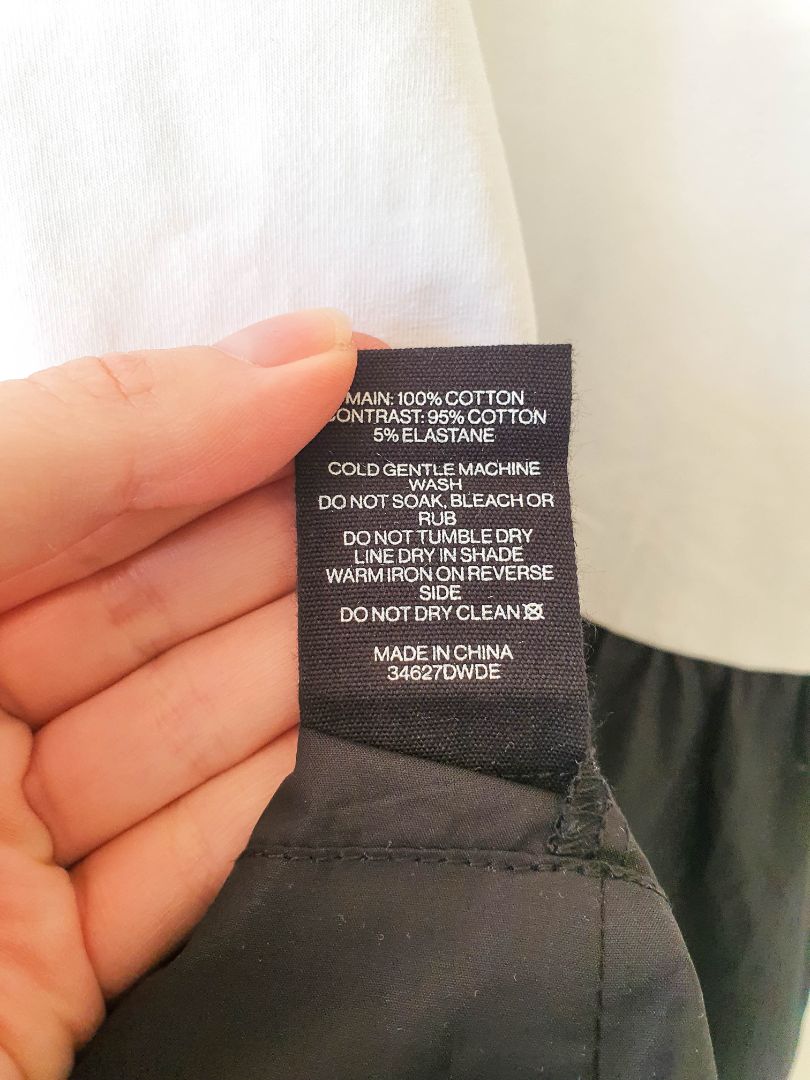 MAIN: 100% COTTON
CONTRAST: 95% COTTON
5% ELASTANE
COLD GENTLE MACHINE
WASH
DO NOT SOAK, BLEACH OR
RUB
DO NOT TUMBLE DRY
LINE DRY IN SHADE
WARM IRON ON REVERSE
SIDE
DO NOT DRY CLEAN
MADE IN CHINA
34627DWDE